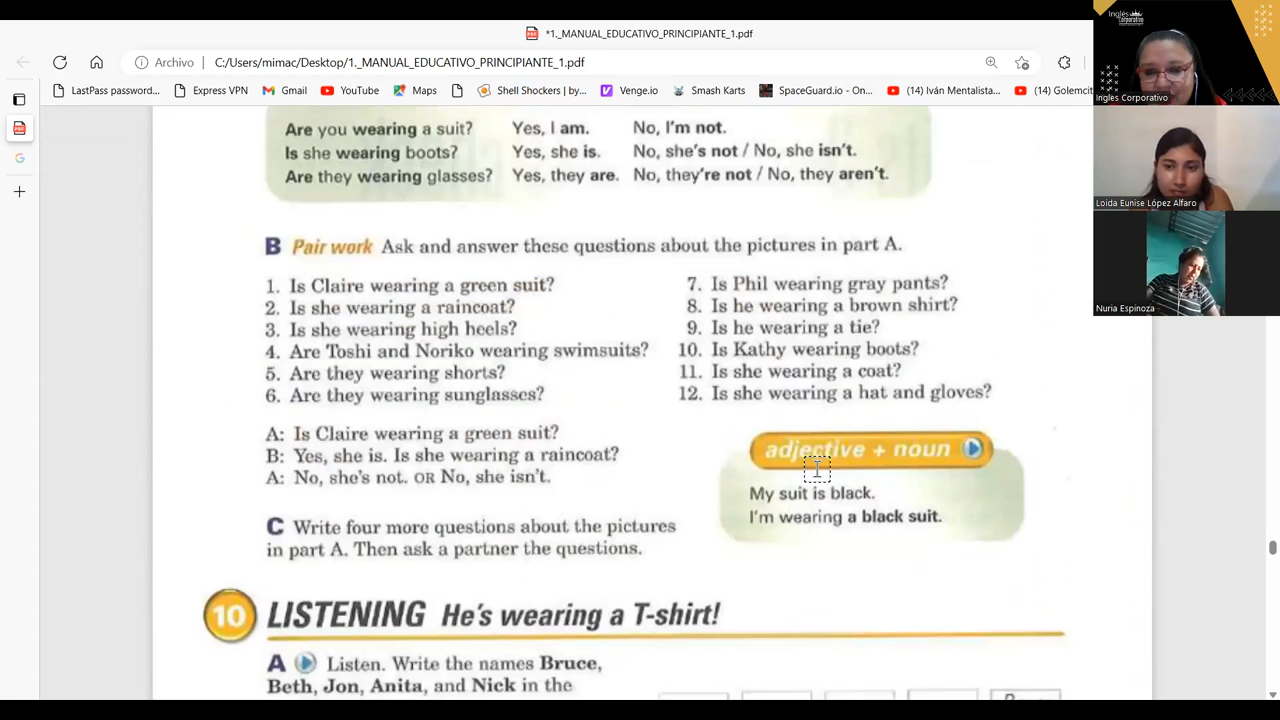 *1._MANUAL_EDUCATIVO_PRINCIPIANTE_1.pdf
Archivo C:/Users/mimac/Desktop/1._MANUAL_EDUCATIVO_PRINCIPIANTE_1.pdf
LastPass password... Express VPN Gmail YouTube Maps Shell Shockers | by... Venge.io Smash Karts SpaceGuard.io - On... (14) Iván Mentalista... (14) Golemcit
Are you wearing a suit? Yes, I am. No, I'm not.
Is she wearing boots? Yes, she is. No, she's not / No, she isn't.
Are they wearing glasses? Yes, they are. No, they're not / No, they aren't.
B Pair work Ask and answer these questions about the pictures in part A.
1. Is Claire wearing a green suit?
2. Is she wearing a raincoat?
3. Is she wearing high heels?
4. Are Toshi and Noriko wearing swimsuits?
5. Are they wearing shorts?
6. Are they wearing sunglasses?
7. Is Phil wearing gray pants?
8. Is he wearing a brown shirt?
9. Is he wearing a tie?
10. Is Kathy wearing boots?
11. Is she wearing a coat?
12. Is she wearing a hat and gloves?
A: Is Claire wearing a green suit?
B: Yes, she is. Is she wearing a raincoat?
A: No, she's not. OR No, she isn't.
adjective + noun
My suit is black.
I'm wearing a black suit.
C Write four more questions about the pictures
in part A. Then ask a partner the questions.
10 LISTENING He's wearing a T-shirt!
A Listen. Write the names Bruce,
Beth, Jon, Anita, and Nick in the
Inglés
Corporativo
Ingles Corporativo
Loida Eunise López Alfaro
Nuria Espinoza